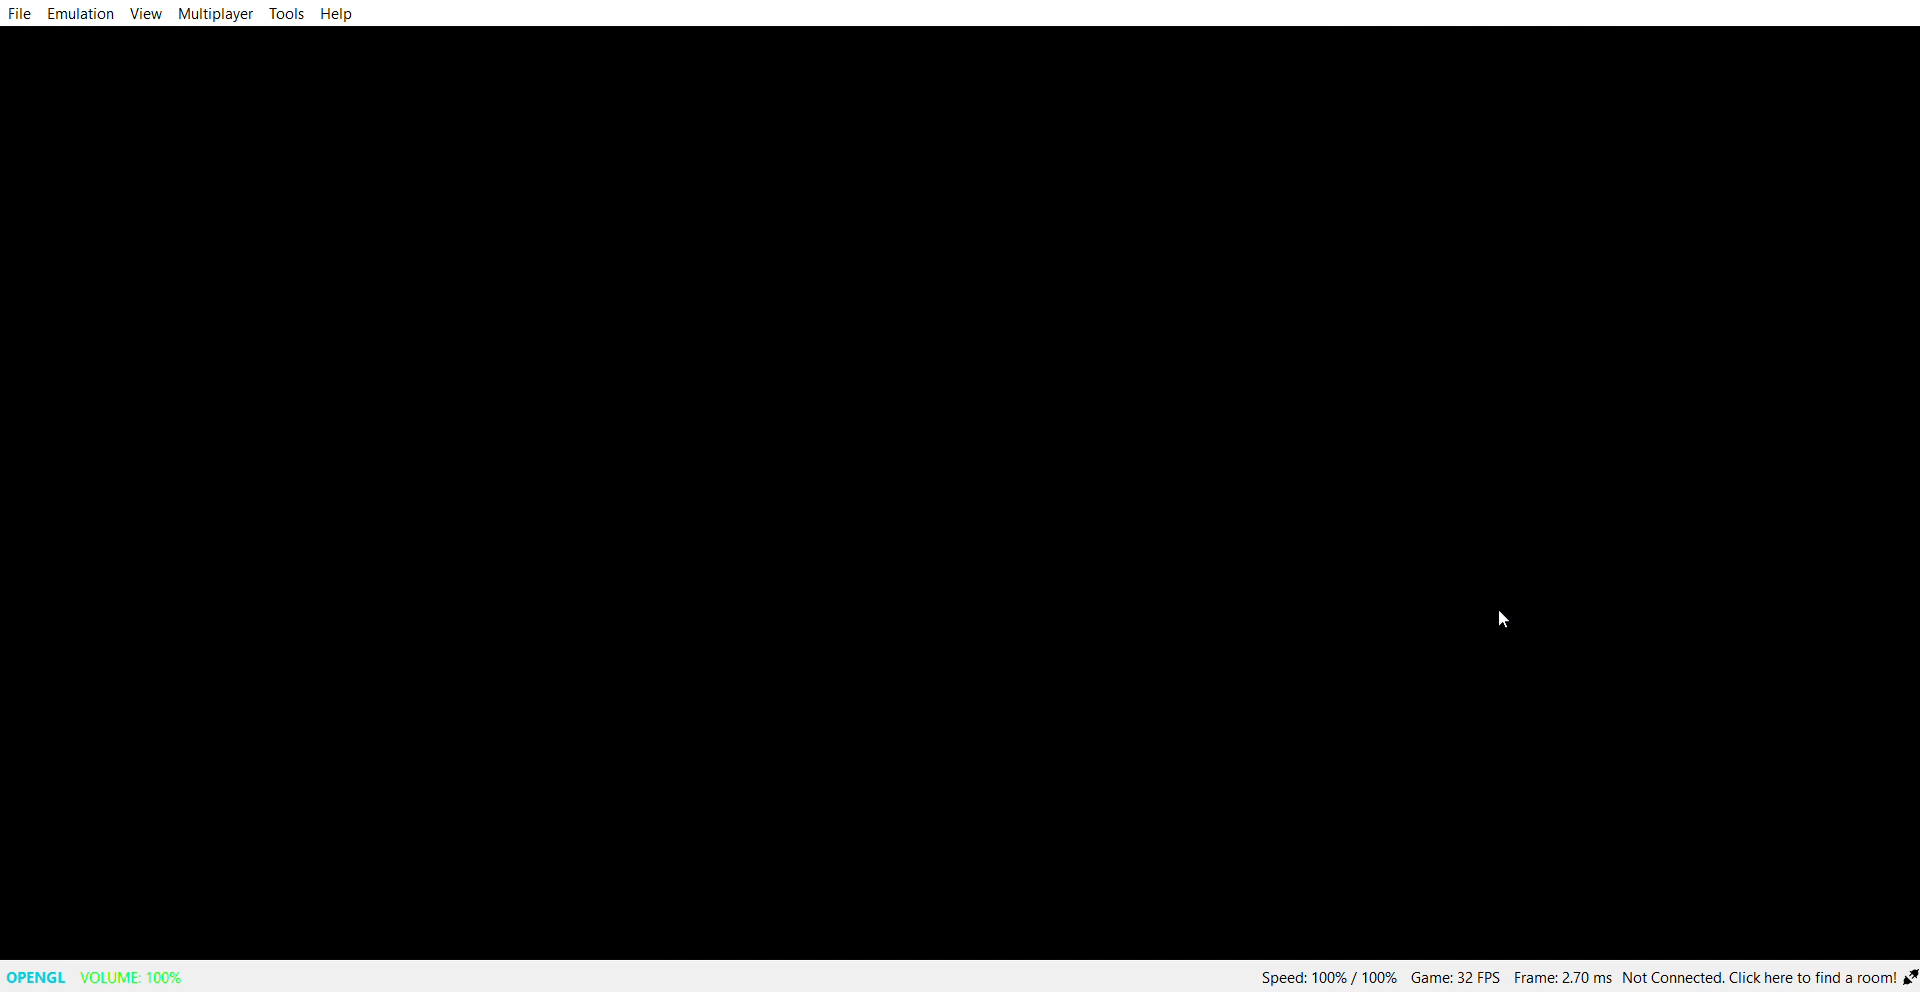 File Emulation View Multiplayer Tools Help
OPENGL VOLUME: 100% Speed: 100% / 100% Game: 32 FPS Frame: 2.70 ms Not Connected. Click here to find a room!